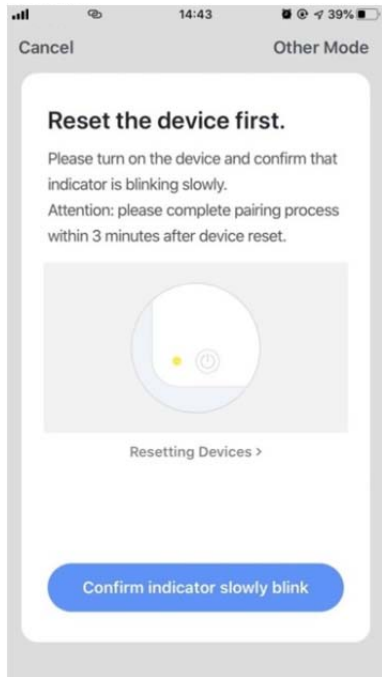 14:43
39%
Cancel
Other Mode
Reset the device first.
Please turn on the device and confirm that
indicator is blinking slowly.
Attention: please complete pairing process
within 3 minutes after device reset.
Resetting Devices >
Confirm indicator slowly blink